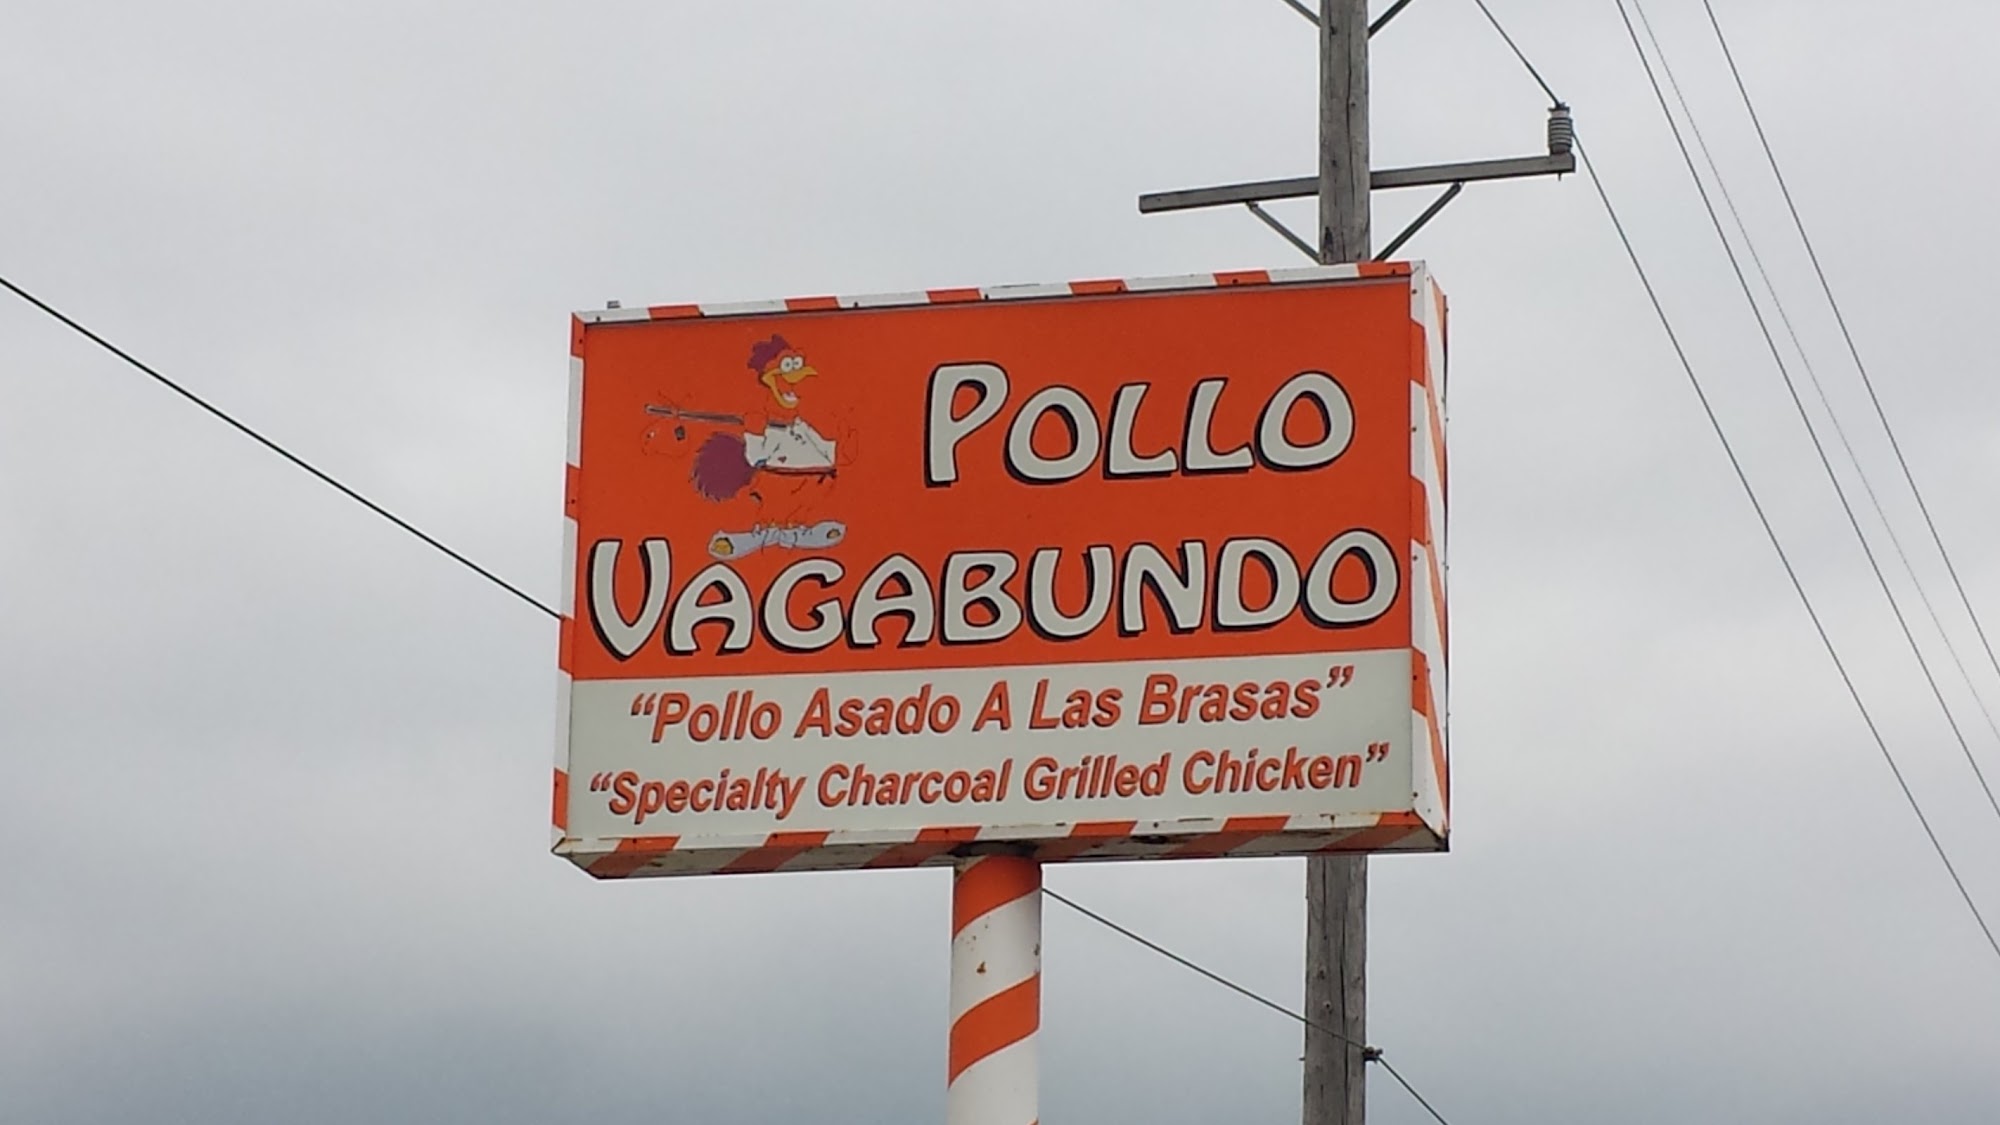 POLLO
VAGABUNDO
“Pollo Asado A Las Brasas”
“Specialty Charcoal Grilled Chicken”